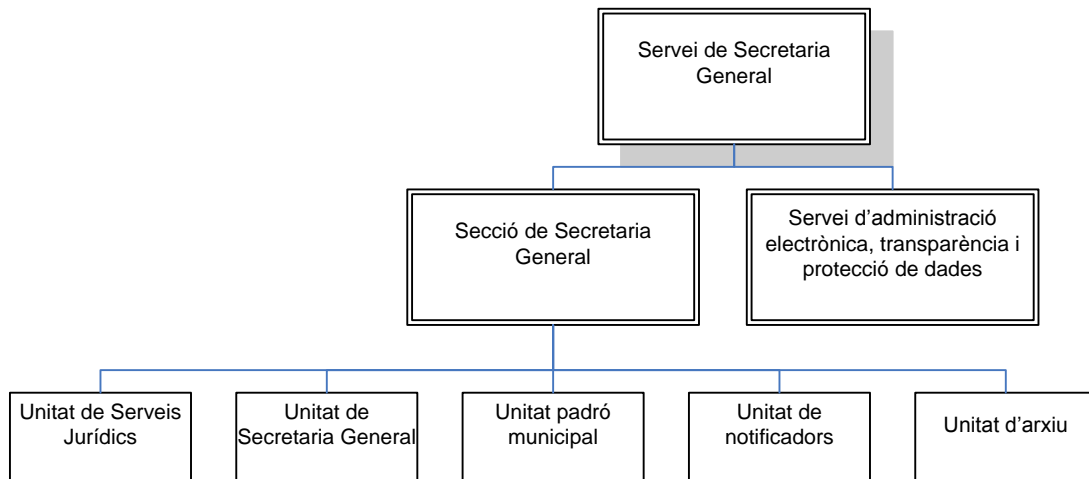 Servei de Secretaria
General
Secció de Secretaria
General
Servei d’administració
electrònica, transparència i
protecció de dades
Unitat de Serveis
Jurídics
Unitat de
Secretaria General
Unitat padró
municipal
Unitat de
notificadors
Unitat d’arxiu